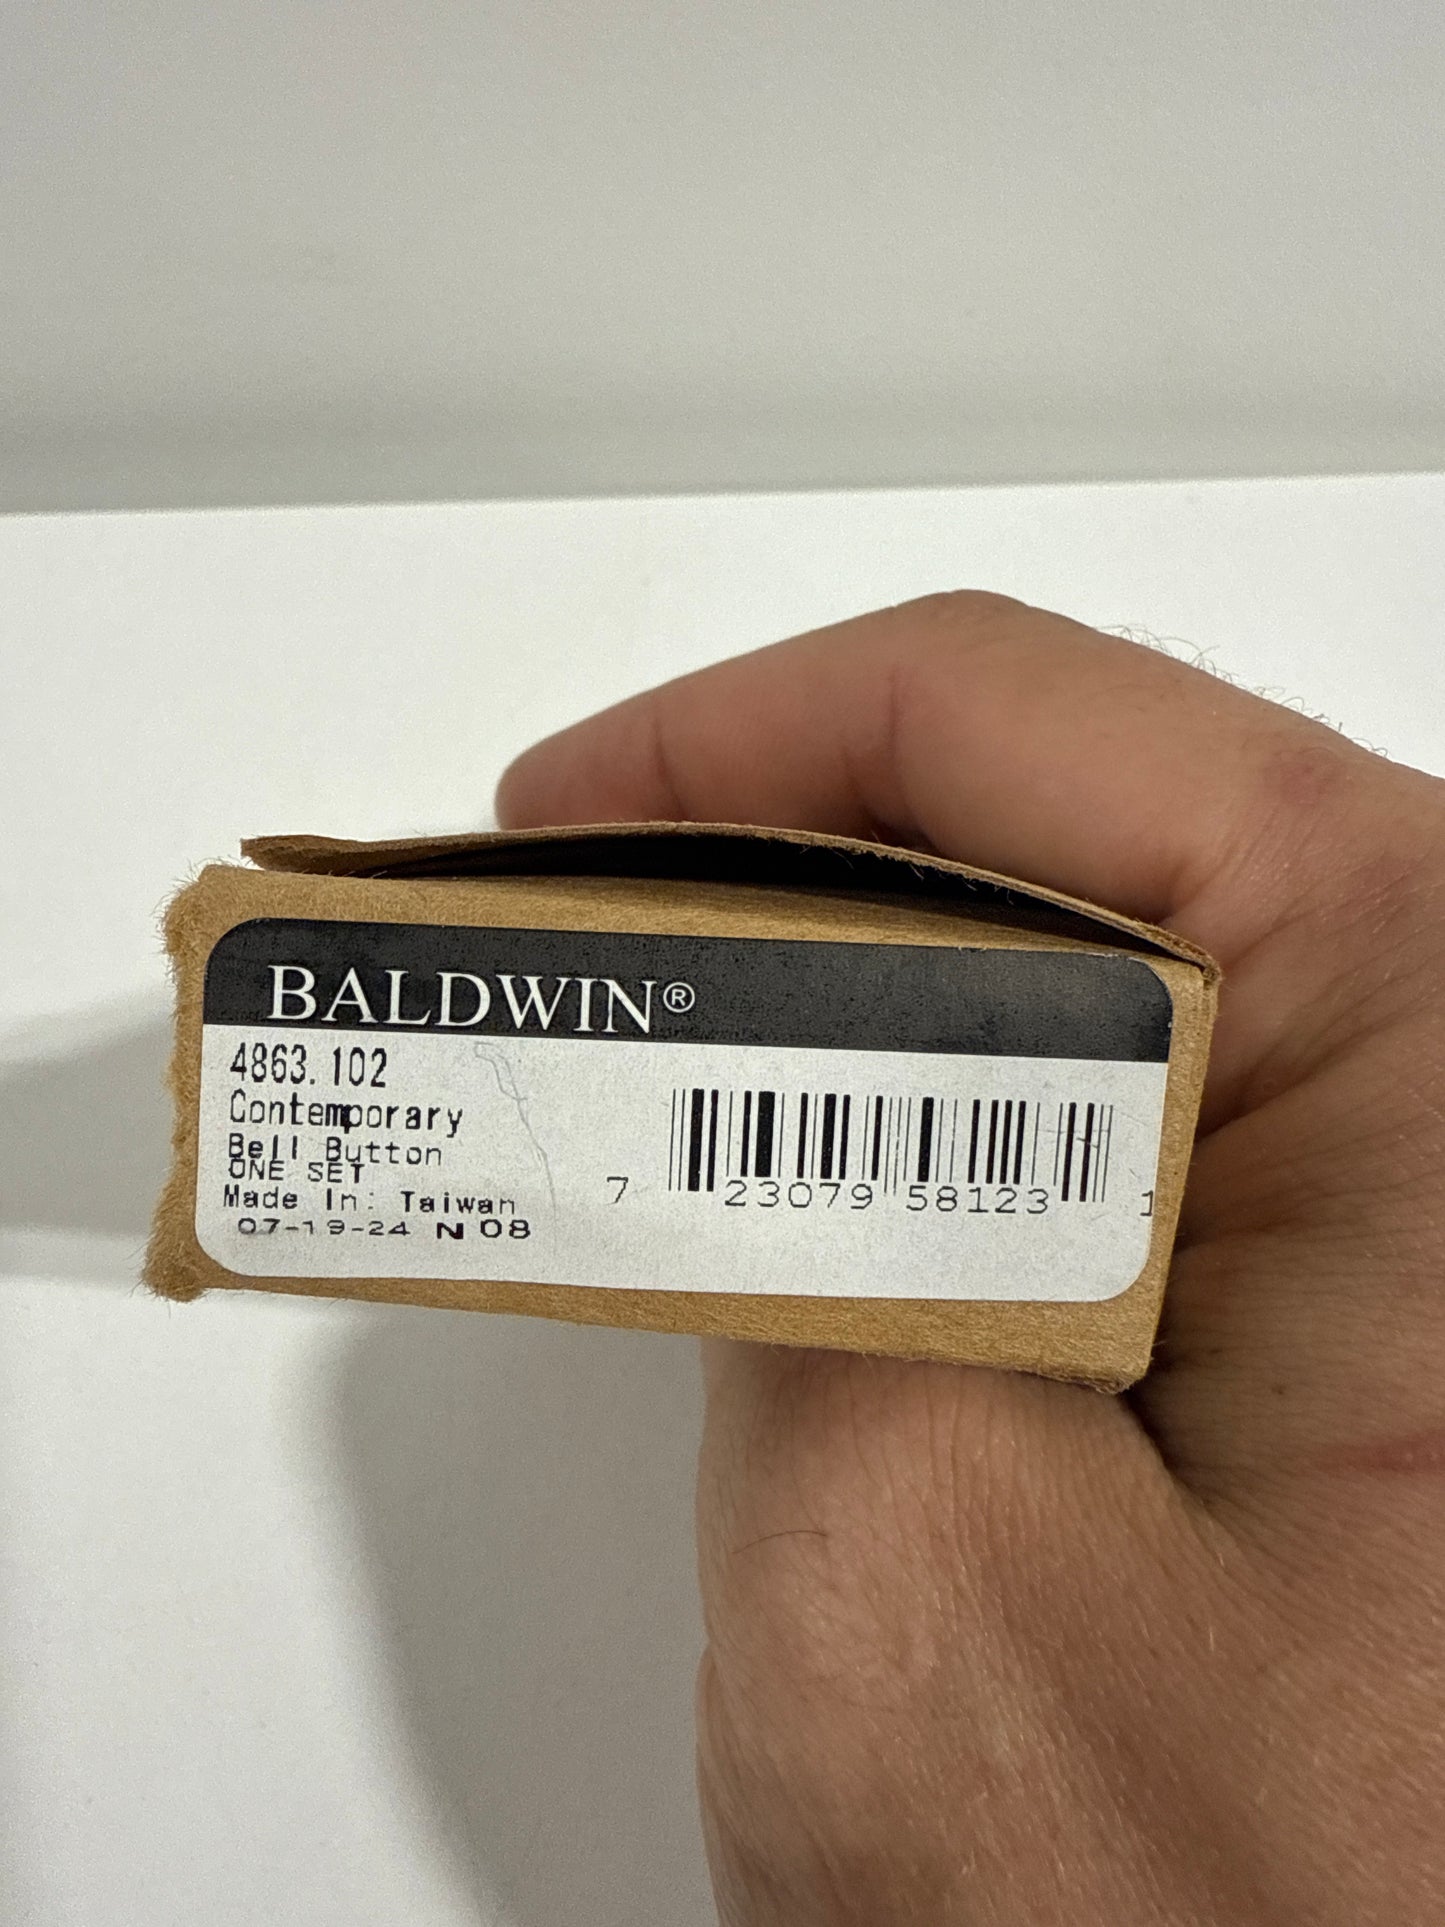 BALDWIN®
4863.102
Contemporary
Bell Button
ONE SET
Made In: Taiwan
07-19-24 N 08
7 23079 58123 1